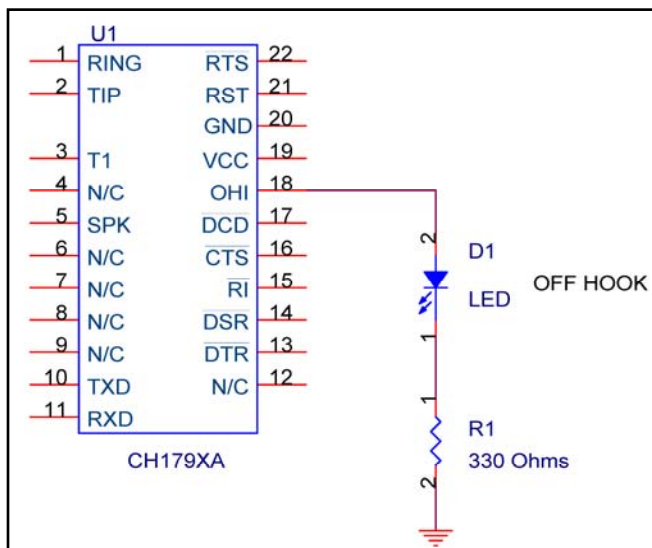 U1
1 RING RTS 22
2 TIP RST 21
GND 20
3 T1 VCC 19
4 N/C OHI 18
5 SPK DCD 17
6 N/C CTS 16
7 N/C RI 15
8 N/C DSR 14
9 N/C DTR 13
10 TXD N/C 12
11 RXD
CH179XA
2
D1
LED
OFF HOOK
1
1
R1
330 Ohms
2